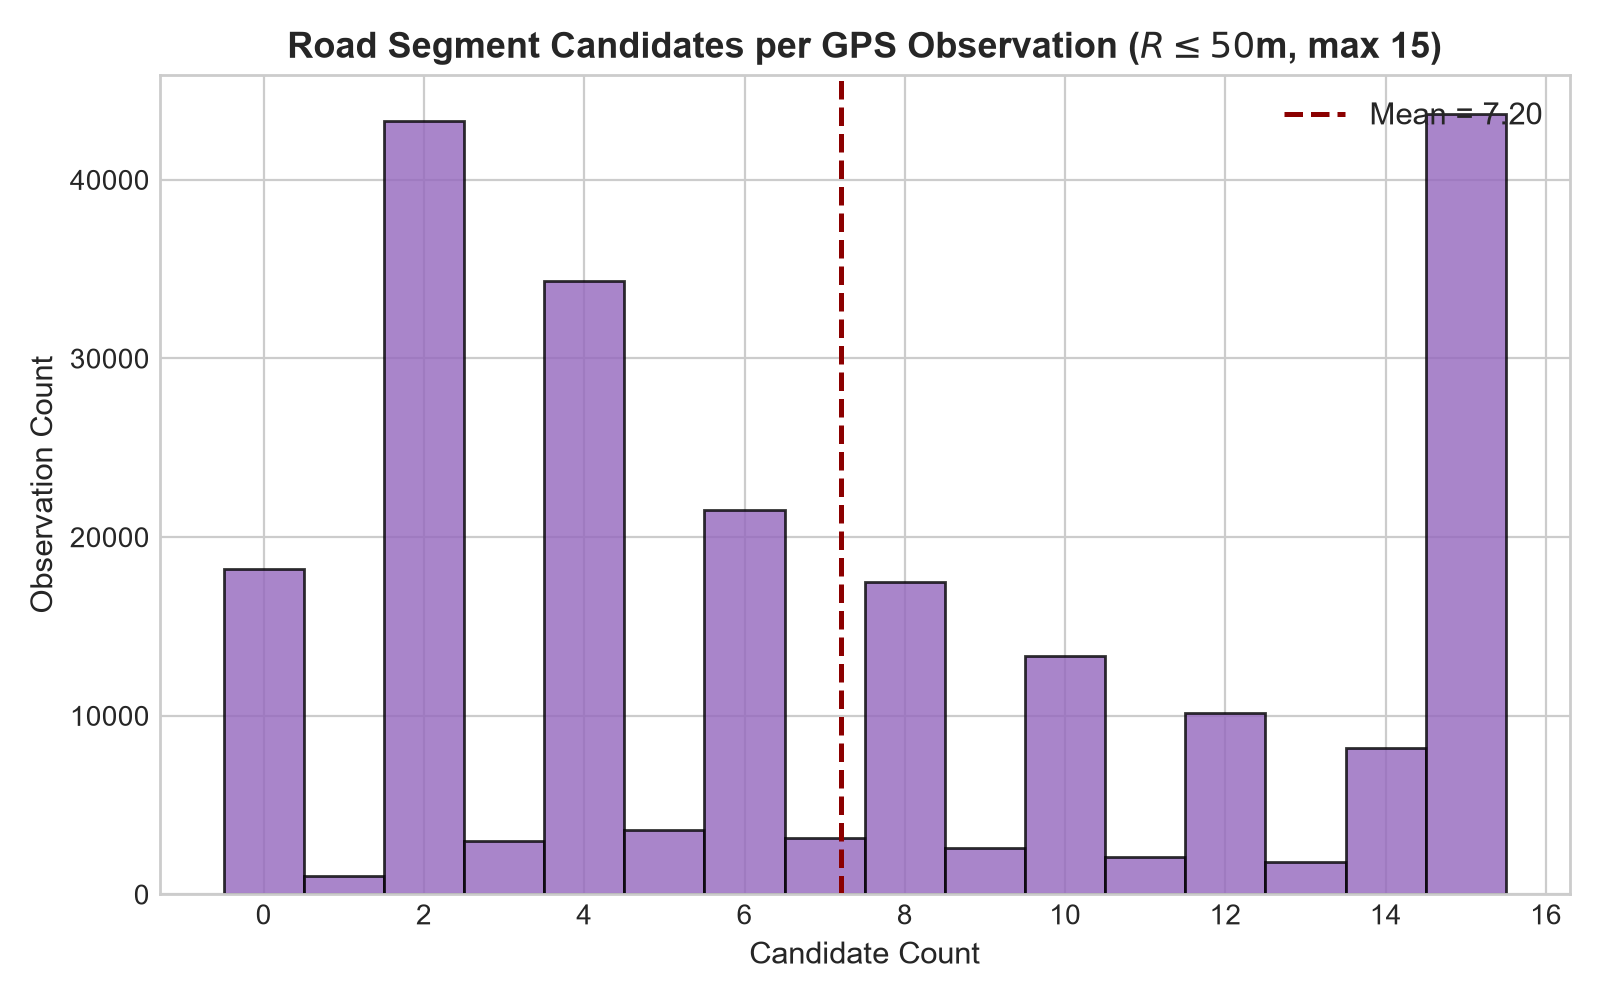 Road Segment Candidates per GPS Observation (R ≤ 50m, max 15)
Mean = 7.20
Observation Count
40000
30000
20000
10000
0
0 2 4 6 8 10 12 14 16
Candidate Count